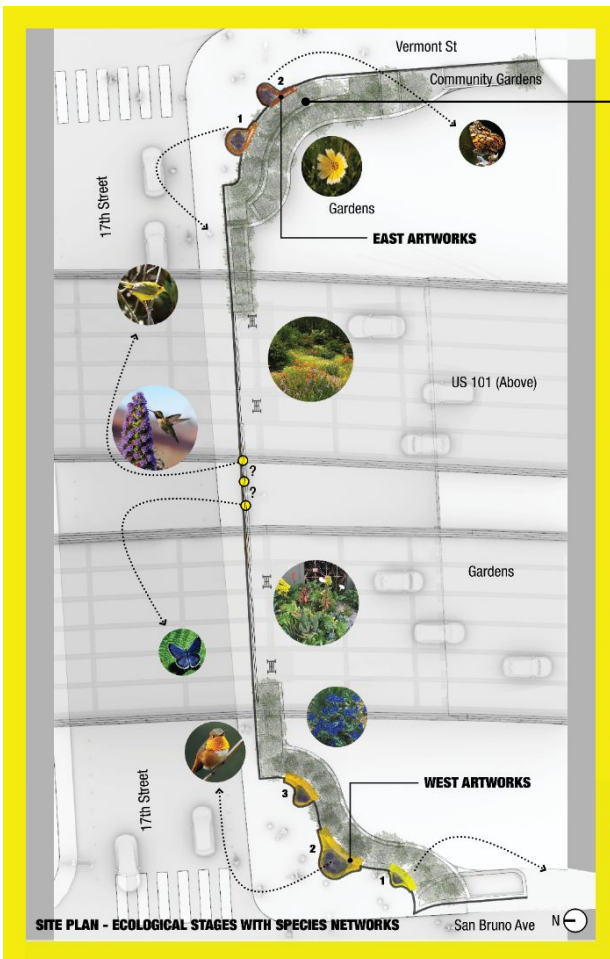 Vermont St
Community Gardens
2
1
17th Street
Gardens
EAST ARTWORKS
US 101 (Above)
?
?
Gardens
17th Street
3
WEST ARTWORKS
2
1
SITE PLAN - ECOLOGICAL STAGES WITH SPECIES NETWORKS
San Bruno Ave
N